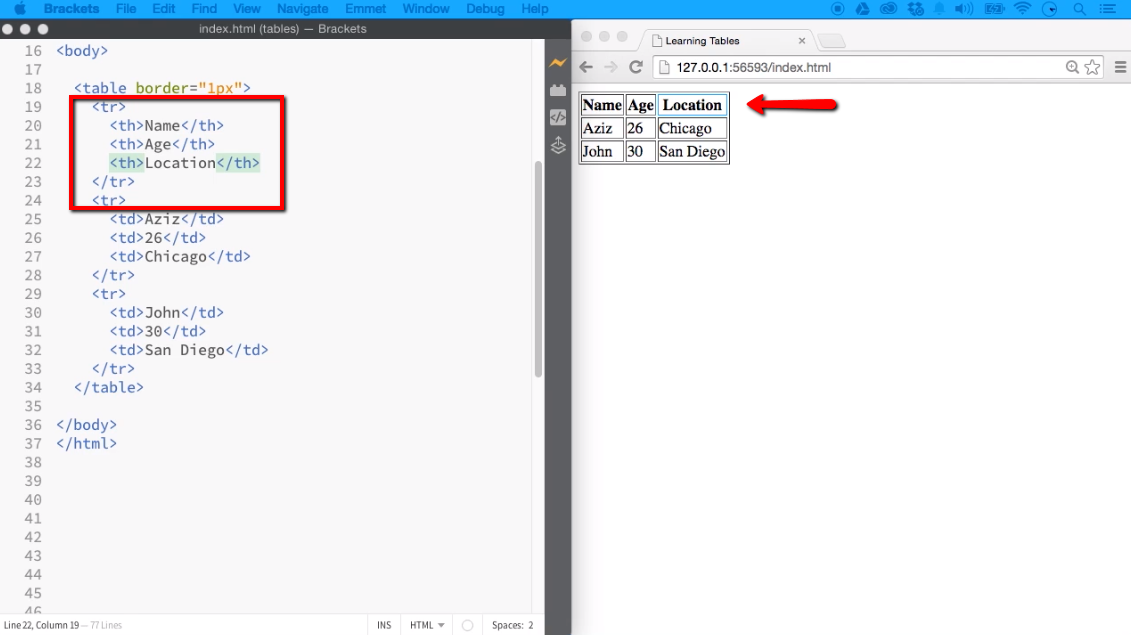 Brackets File Edit Find View Navigate Emmet Window Debug Help
index.html (tables) — Brackets
16 <body>
17
18 <table border="1px">
19 <tr>
20 <th>Name</th>
21 <th>Age</th>
22 <th>Location</th>
23 </tr>
24 <tr>
25 <td>Aziz</td>
26 <td>26</td>
27 <td>Chicago</td>
28 </tr>
29 <tr>
30 <td>John</td>
31 <td>30</td>
32 <td>San Diego</td>
33 </tr>
34 </table>
35
36 </body>
37 </html>
38
39
40
41
42
43
44
45
46
Line 22, Column 19 — 77 Lines
INS HTML Spaces: 2
Learning Tables
127.0.0.1:56593/index.html
Name Age Location
Aziz 26 Chicago
John 30 San Diego